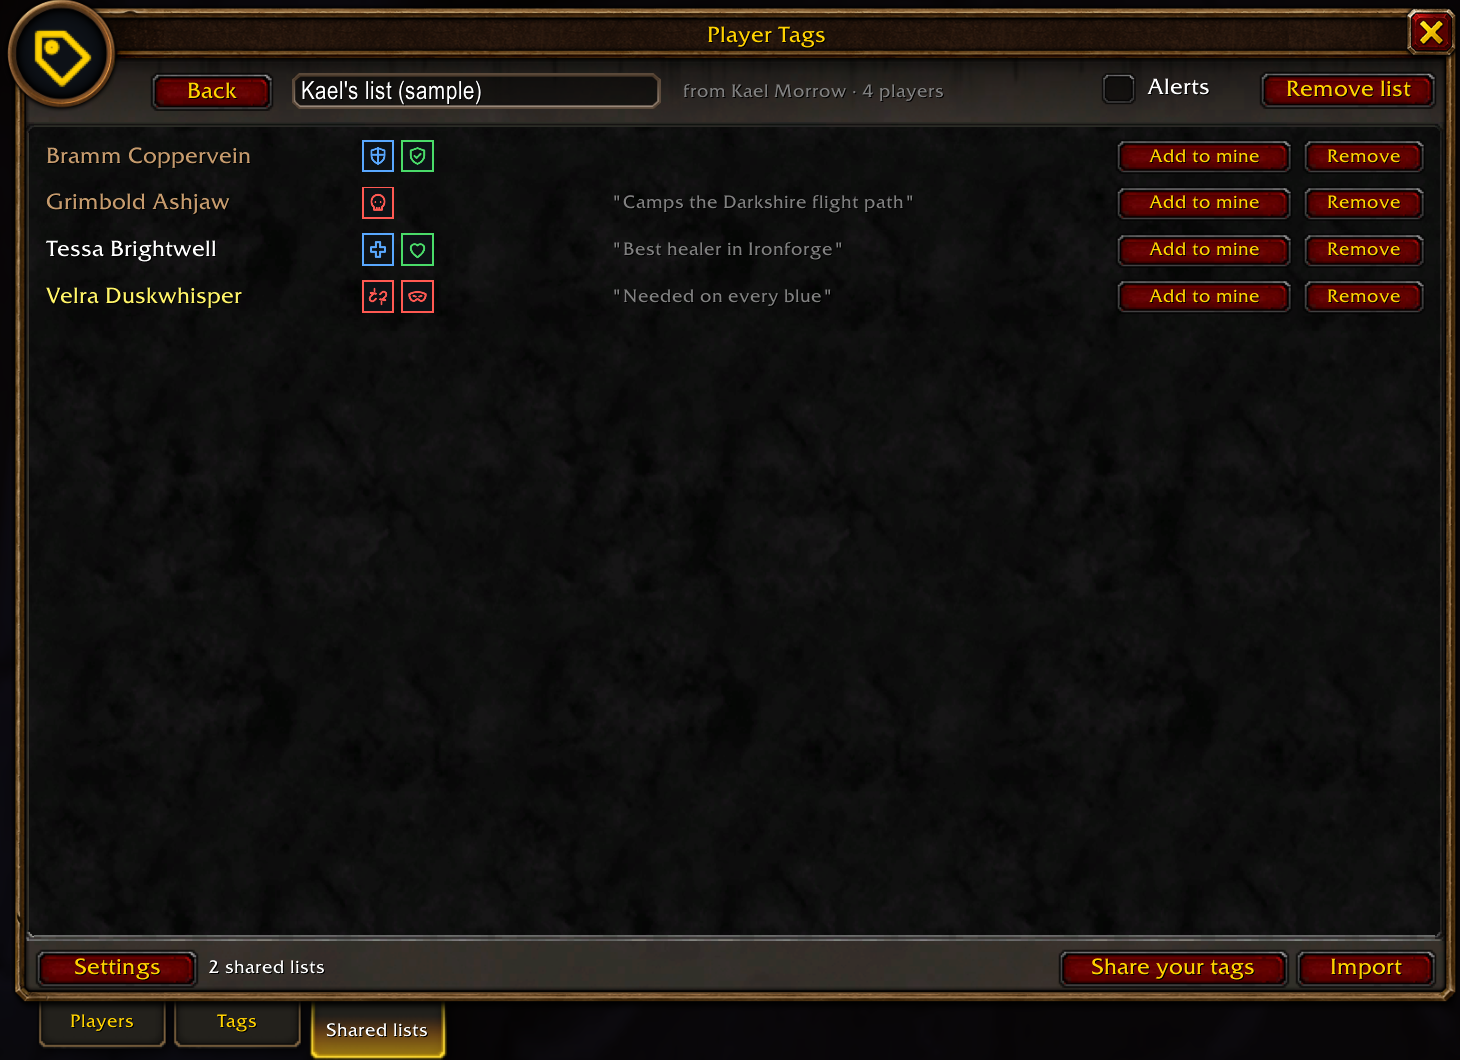 Player Tags
Back
Kael's list (sample)
from Kael Morrow · 4 players
Alerts
Remove list
Bramm Coppervein
Add to mine
Remove
Grimbold Ashjaw
"Camps the Darkshire flight path"
Add to mine
Remove
Tessa Brightwell
"Best healer in Ironforge"
Add to mine
Remove
Velra Duskwhisper
"Needed on every blue"
Add to mine
Remove
Settings
2 shared lists
Share your tags
Import
Players
Tags
Shared lists